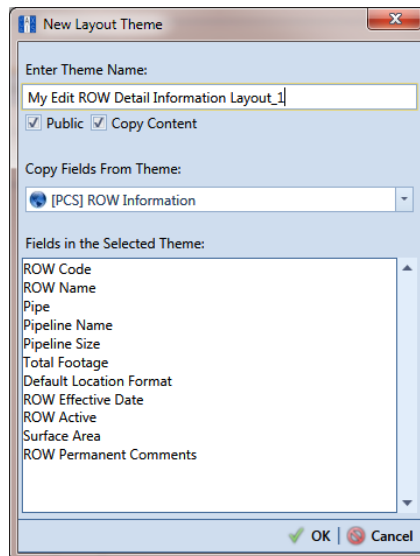 New Layout Theme
Enter Theme Name:
My Edit ROW Detail Information Layout_1
Public Copy Content
Copy Fields From Theme:
[PCS] ROW Information
Fields in the Selected Theme:
ROW Code
ROW Name
Pipe
Pipeline Name
Pipeline Size
Total Footage
Default Location Format
ROW Effective Date
ROW Active
Surface Area
ROW Permanent Comments
OK | Cancel